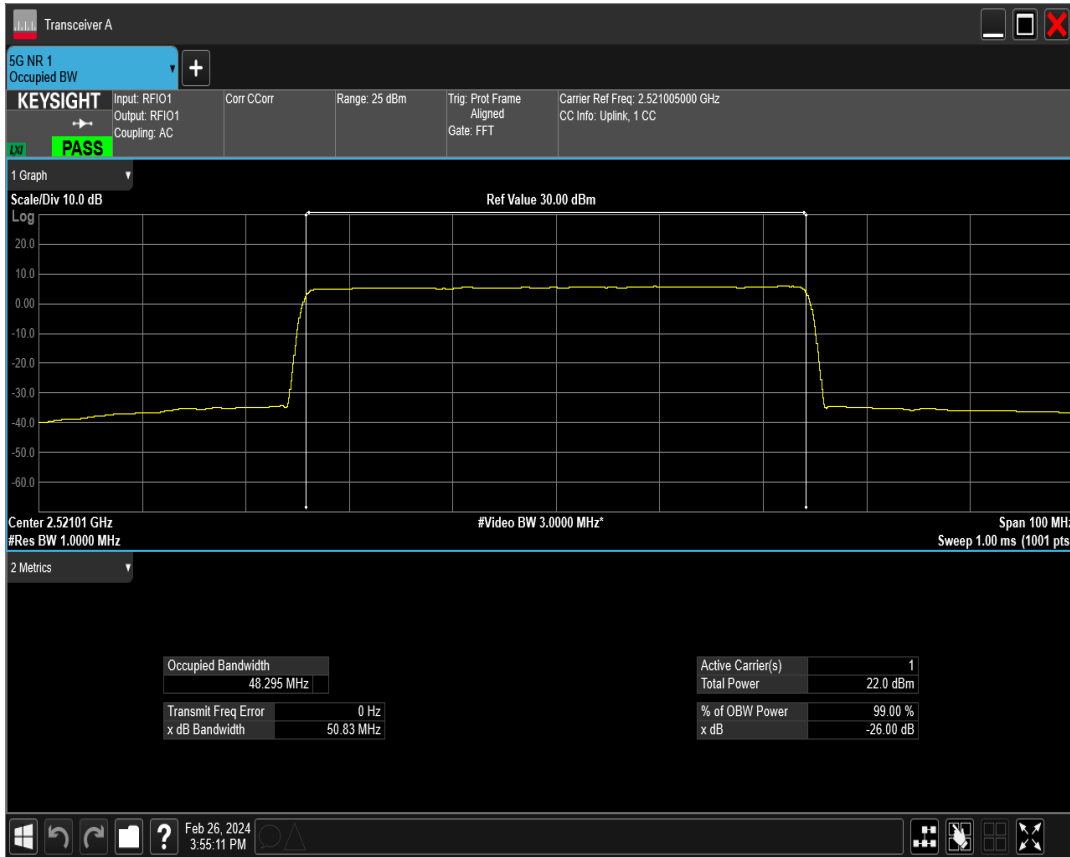 Transceiver A
5G NR 1
Occupied BW
KEYSIGHT
LXI
PASS
Input: RFIO1
Output: RFIO1
Coupling: AC
Corr CCorr
Range: 25 dBm
Trig: Prot Frame
Aligned
Gate: FFT
Carrier Ref Freq: 2.521005000 GHz
CC Info: Uplink, 1 CC
1 Graph
Scale/Div 10.0 dB
Ref Value 30.00 dBm
Log
20.0
10.0
0.00
-10.0
-20.0
-30.0
-40.0
-50.0
-60.0
Center 2.52101 GHz
#Video BW 3.0000 MHz*
Span 100 MHz
#Res BW 1.0000 MHz
Sweep 1.00 ms (1001 pts
2 Metrics
Occupied Bandwidth
48.295 MHz
Active Carrier(s) 1
Total Power 22.0 dBm
Transmit Freq Error 0 Hz
x dB Bandwidth 50.83 MHz
% of OBW Power 99.00 %
x dB -26.00 dB
?
Feb 26, 2024
3:55:11 PM